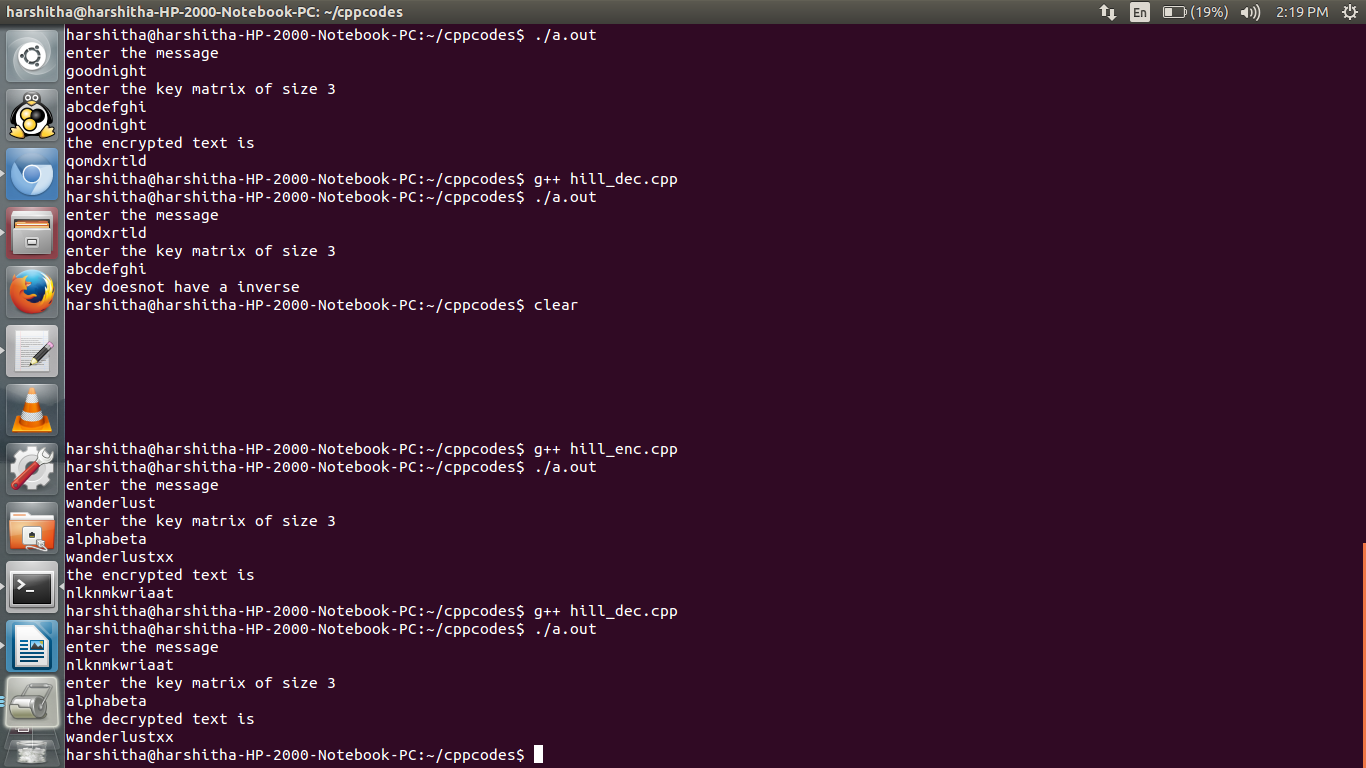 harshitha@harshitha-HP-2000-Notebook-PC: ~/cppcodes En (19%) 2:19 PM
harshitha@harshitha-HP-2000-Notebook-PC:~/cppcodes$ ./a.out
enter the message
goodnight
enter the key matrix of size 3
abcdefghi
goodnight
the encrypted text is
qomdxrtld
harshitha@harshitha-HP-2000-Notebook-PC:~/cppcodes$ g++ hill_dec.cpp
harshitha@harshitha-HP-2000-Notebook-PC:~/cppcodes$ ./a.out
enter the message
qomdxrtld
enter the key matrix of size 3
abcdefghi
key doesnot have a inverse
harshitha@harshitha-HP-2000-Notebook-PC:~/cppcodes$ clear
harshitha@harshitha-HP-2000-Notebook-PC:~/cppcodes$ g++ hill_enc.cpp
harshitha@harshitha-HP-2000-Notebook-PC:~/cppcodes$ ./a.out
enter the message
wanderlust
enter the key matrix of size 3
alphabeta
wanderlustxx
the encrypted text is
nlknmkwriaat
harshitha@harshitha-HP-2000-Notebook-PC:~/cppcodes$ g++ hill_dec.cpp
harshitha@harshitha-HP-2000-Notebook-PC:~/cppcodes$ ./a.out
enter the message
nlknmkwriaat
enter the key matrix of size 3
alphabeta
the decrypted text is
wanderlustxx
harshitha@harshitha-HP-2000-Notebook-PC:~/cppcodes$